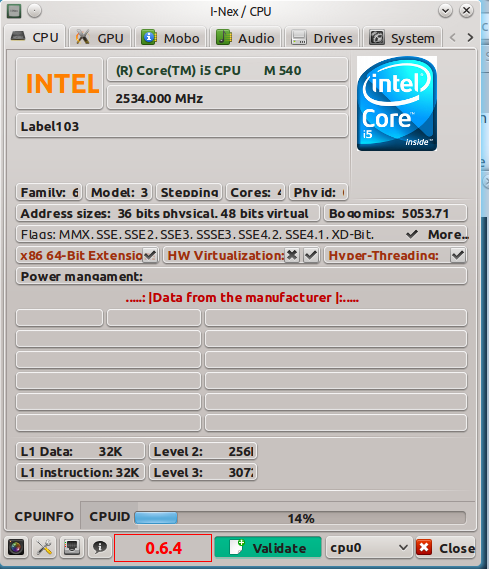 I-Nex / CPU
CPU GPU Mobo Audio Drives System
INTEL
(R) Core(TM) i5 CPU M 540
2534.000 MHz
intel
Core™
i5
inside™
Label103
Family: 6 Model: 3 Stepping Cores: Phy id:
Address sizes: 36 bits physical, 48 bits virtual Bogomips: 5053.71
Flags: MMX, SSE, SSE2, SSE3, SSSE3, SSE4.2, SSE4.1, XD-Bit, More..
x86 64-Bit Extensio HW Virtualization: Hyper-Threading:
Power mangament:
.....: |Data from the manufacturer |:.....
L1 Data: 32K Level 2: 256
L1 instruction: 32K Level 3: 3072
CPUINFO CPUID 14%
0.6.4 Validate cpu0 Close